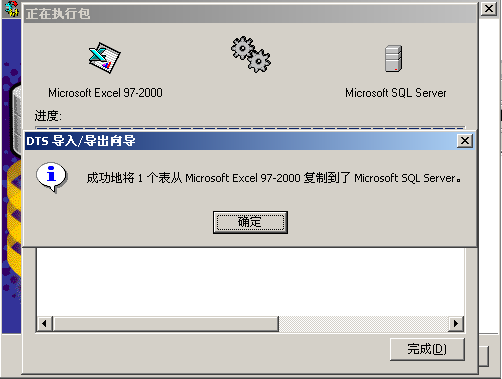 正在执行包
Microsoft Excel 97-2000
Microsoft SQL Server
进度:
DTS 导入/导出向导
成功地将 1 个表从 Microsoft Excel 97-2000 复制到了 Microsoft SQL Server。
确定
完成(D)